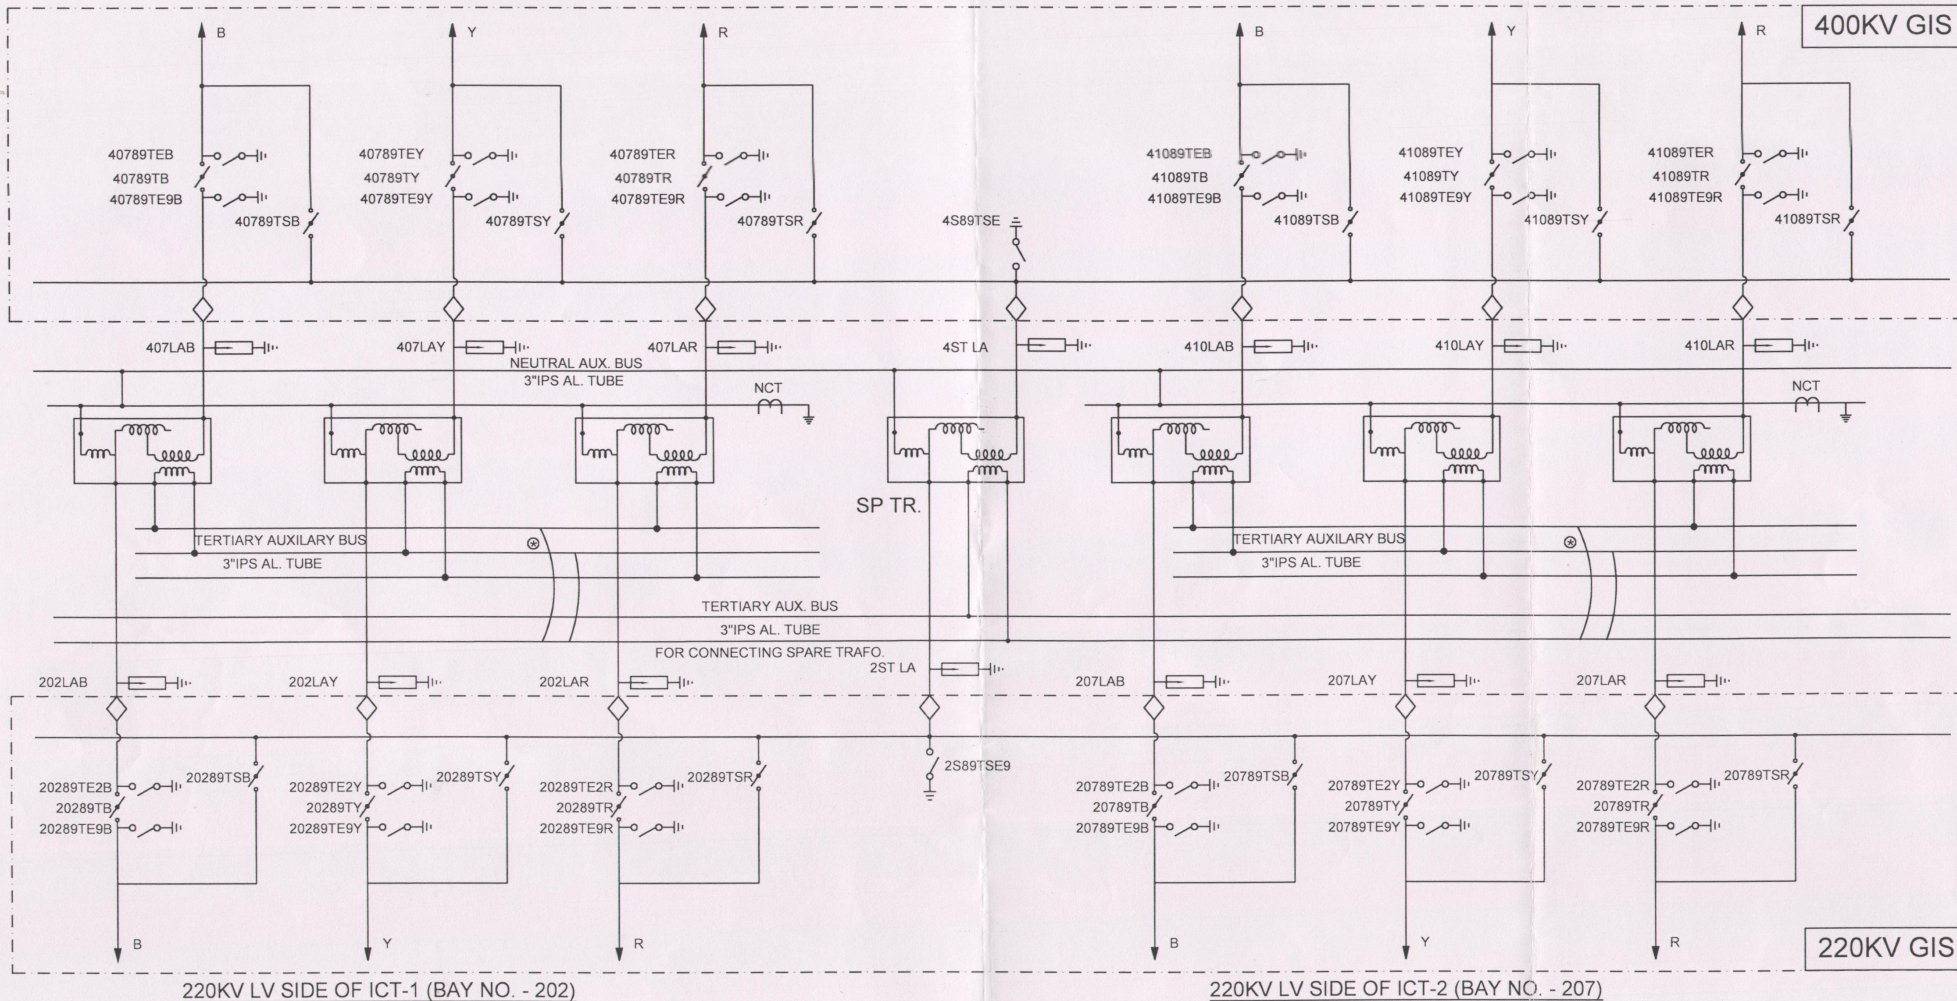 400KV GIS
B
Y
R
B
Y
R
40789TEB
40789TB
40789TE9B
40789TSB
40789TEY
40789TY
40789TE9Y
40789TSY
40789TER
40789TR
40789TE9R
40789TSR
4S89TSE
41089TEB
41089TB
41089TE9B
41089TSB
41089TEY
41089TY
41089TE9Y
41089TSY
41089TER
41089TR
41089TE9R
41089TSR
407LAB
407LAY
407LAR
4ST LA
410LAB
410LAY
410LAR
NEUTRAL AUX. BUS
3"IPS AL. TUBE
NCT
NCT
SP TR.
TERTIARY AUXILARY BUS
3"IPS AL. TUBE
TERTIARY AUXILARY BUS
3"IPS AL. TUBE
TERTIARY AUX. BUS
3"IPS AL. TUBE
FOR CONNECTING SPARE TRAFO.
202LAB
202LAY
202LAR
2ST LA
207LAB
207LAY
207LAR
20289TE2B
20289TB
20289TE9B
20289TSB
20289TE2Y
20289TY
20289TE9Y
20289TSY
20289TE2R
20289TR
20289TE9R
20289TSR
2S89TSE9
20789TE2B
20789TB
20789TE9B
20789TSB
20789TE2Y
20789TY
20789TE9Y
20789TSY
20789TE2R
20789TR
20789TE9R
20789TSR
B
Y
R
B
Y
R
220KV GIS
220KV LV SIDE OF ICT-1 (BAY NO. - 202)
220KV LV SIDE OF ICT-2 (BAY NO. - 207)